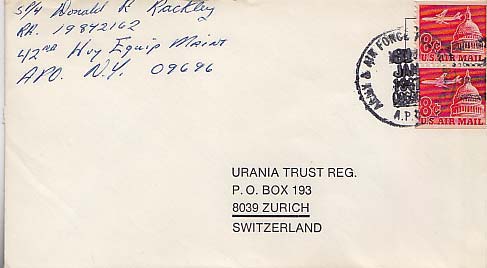 Sp/4 Donald R Rackley
RA. 19842162
42nd Hvy Equip Maint
APO. N.Y. 09696
ARMY & AIR FORCE
JAN
A.P.
8¢
U.S. AIR MAIL
8¢
U.S. AIR MAIL
URANIA TRUST REG.
P. O. BOX 193
8039 ZURICH
SWITZERLAND